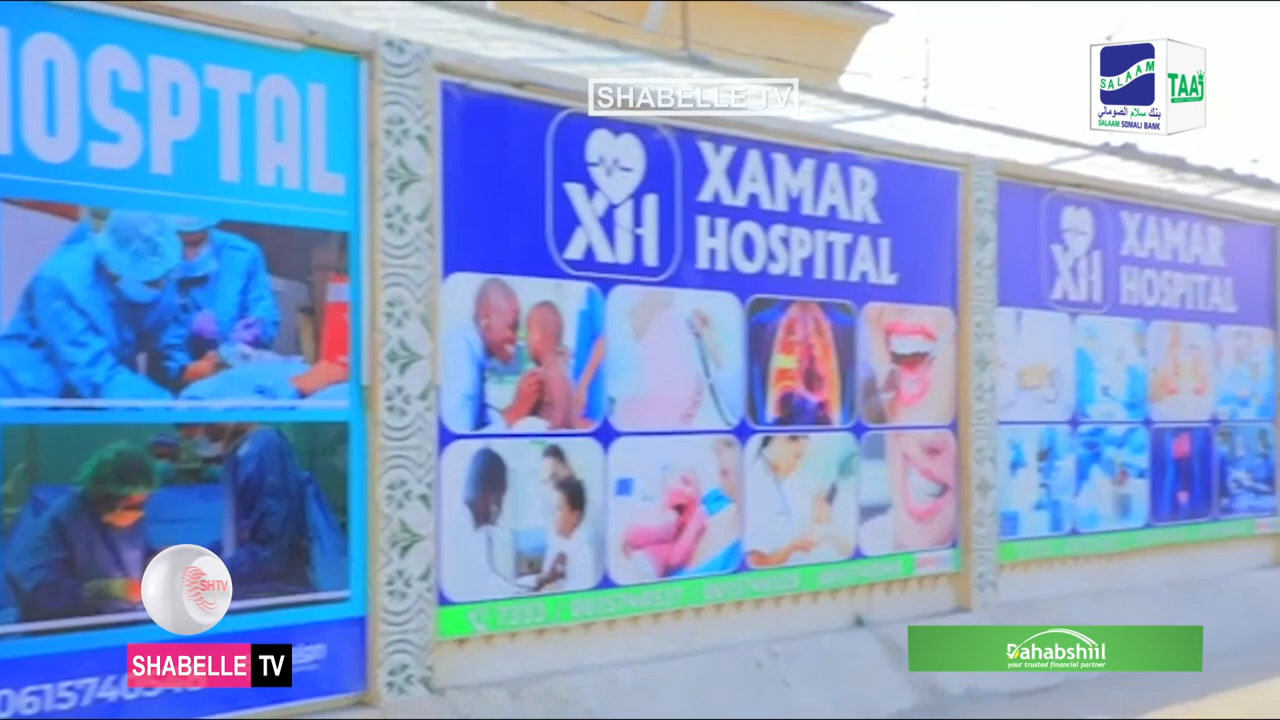 HOSPTAL
SHABELLE TV
XH
XAMAR
HOSPITAL
XH
XAMAR
HOSPITAL
SALAAM
بنك سلام الصومالي
SALAAM SOMALI BANK
TAAJ
SHTV
SHABELLE TV
Dahabshiil
your trusted financial partner